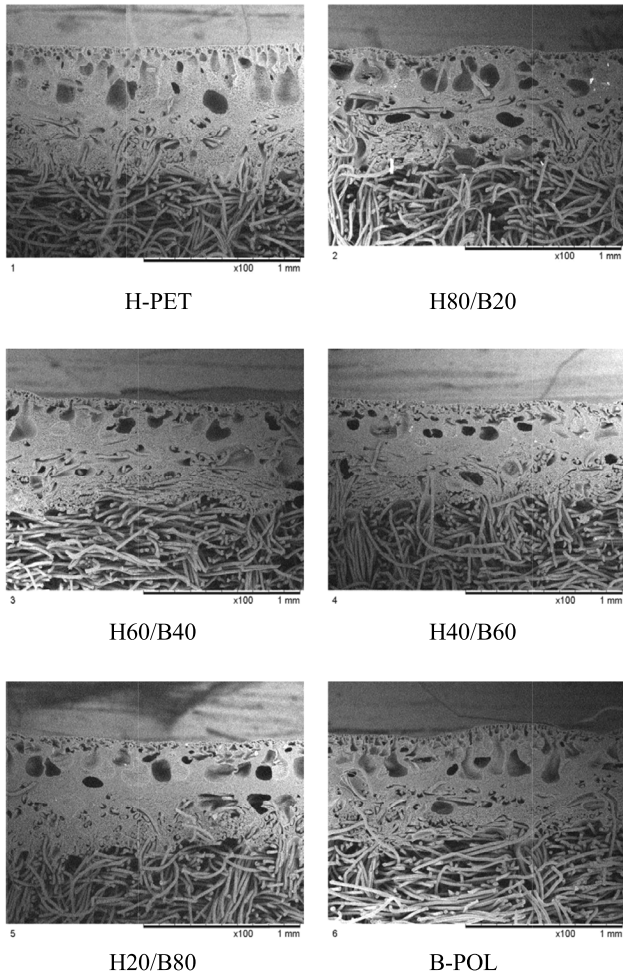 1 x100 1 mm
2 x100 1 mm
H-PET
H80/B20
3 x100 1 mm
4 x100 1 mm
H60/B40
H40/B60
5 x100 1 mm
6 x100 1 mm
H20/B80
B-POL